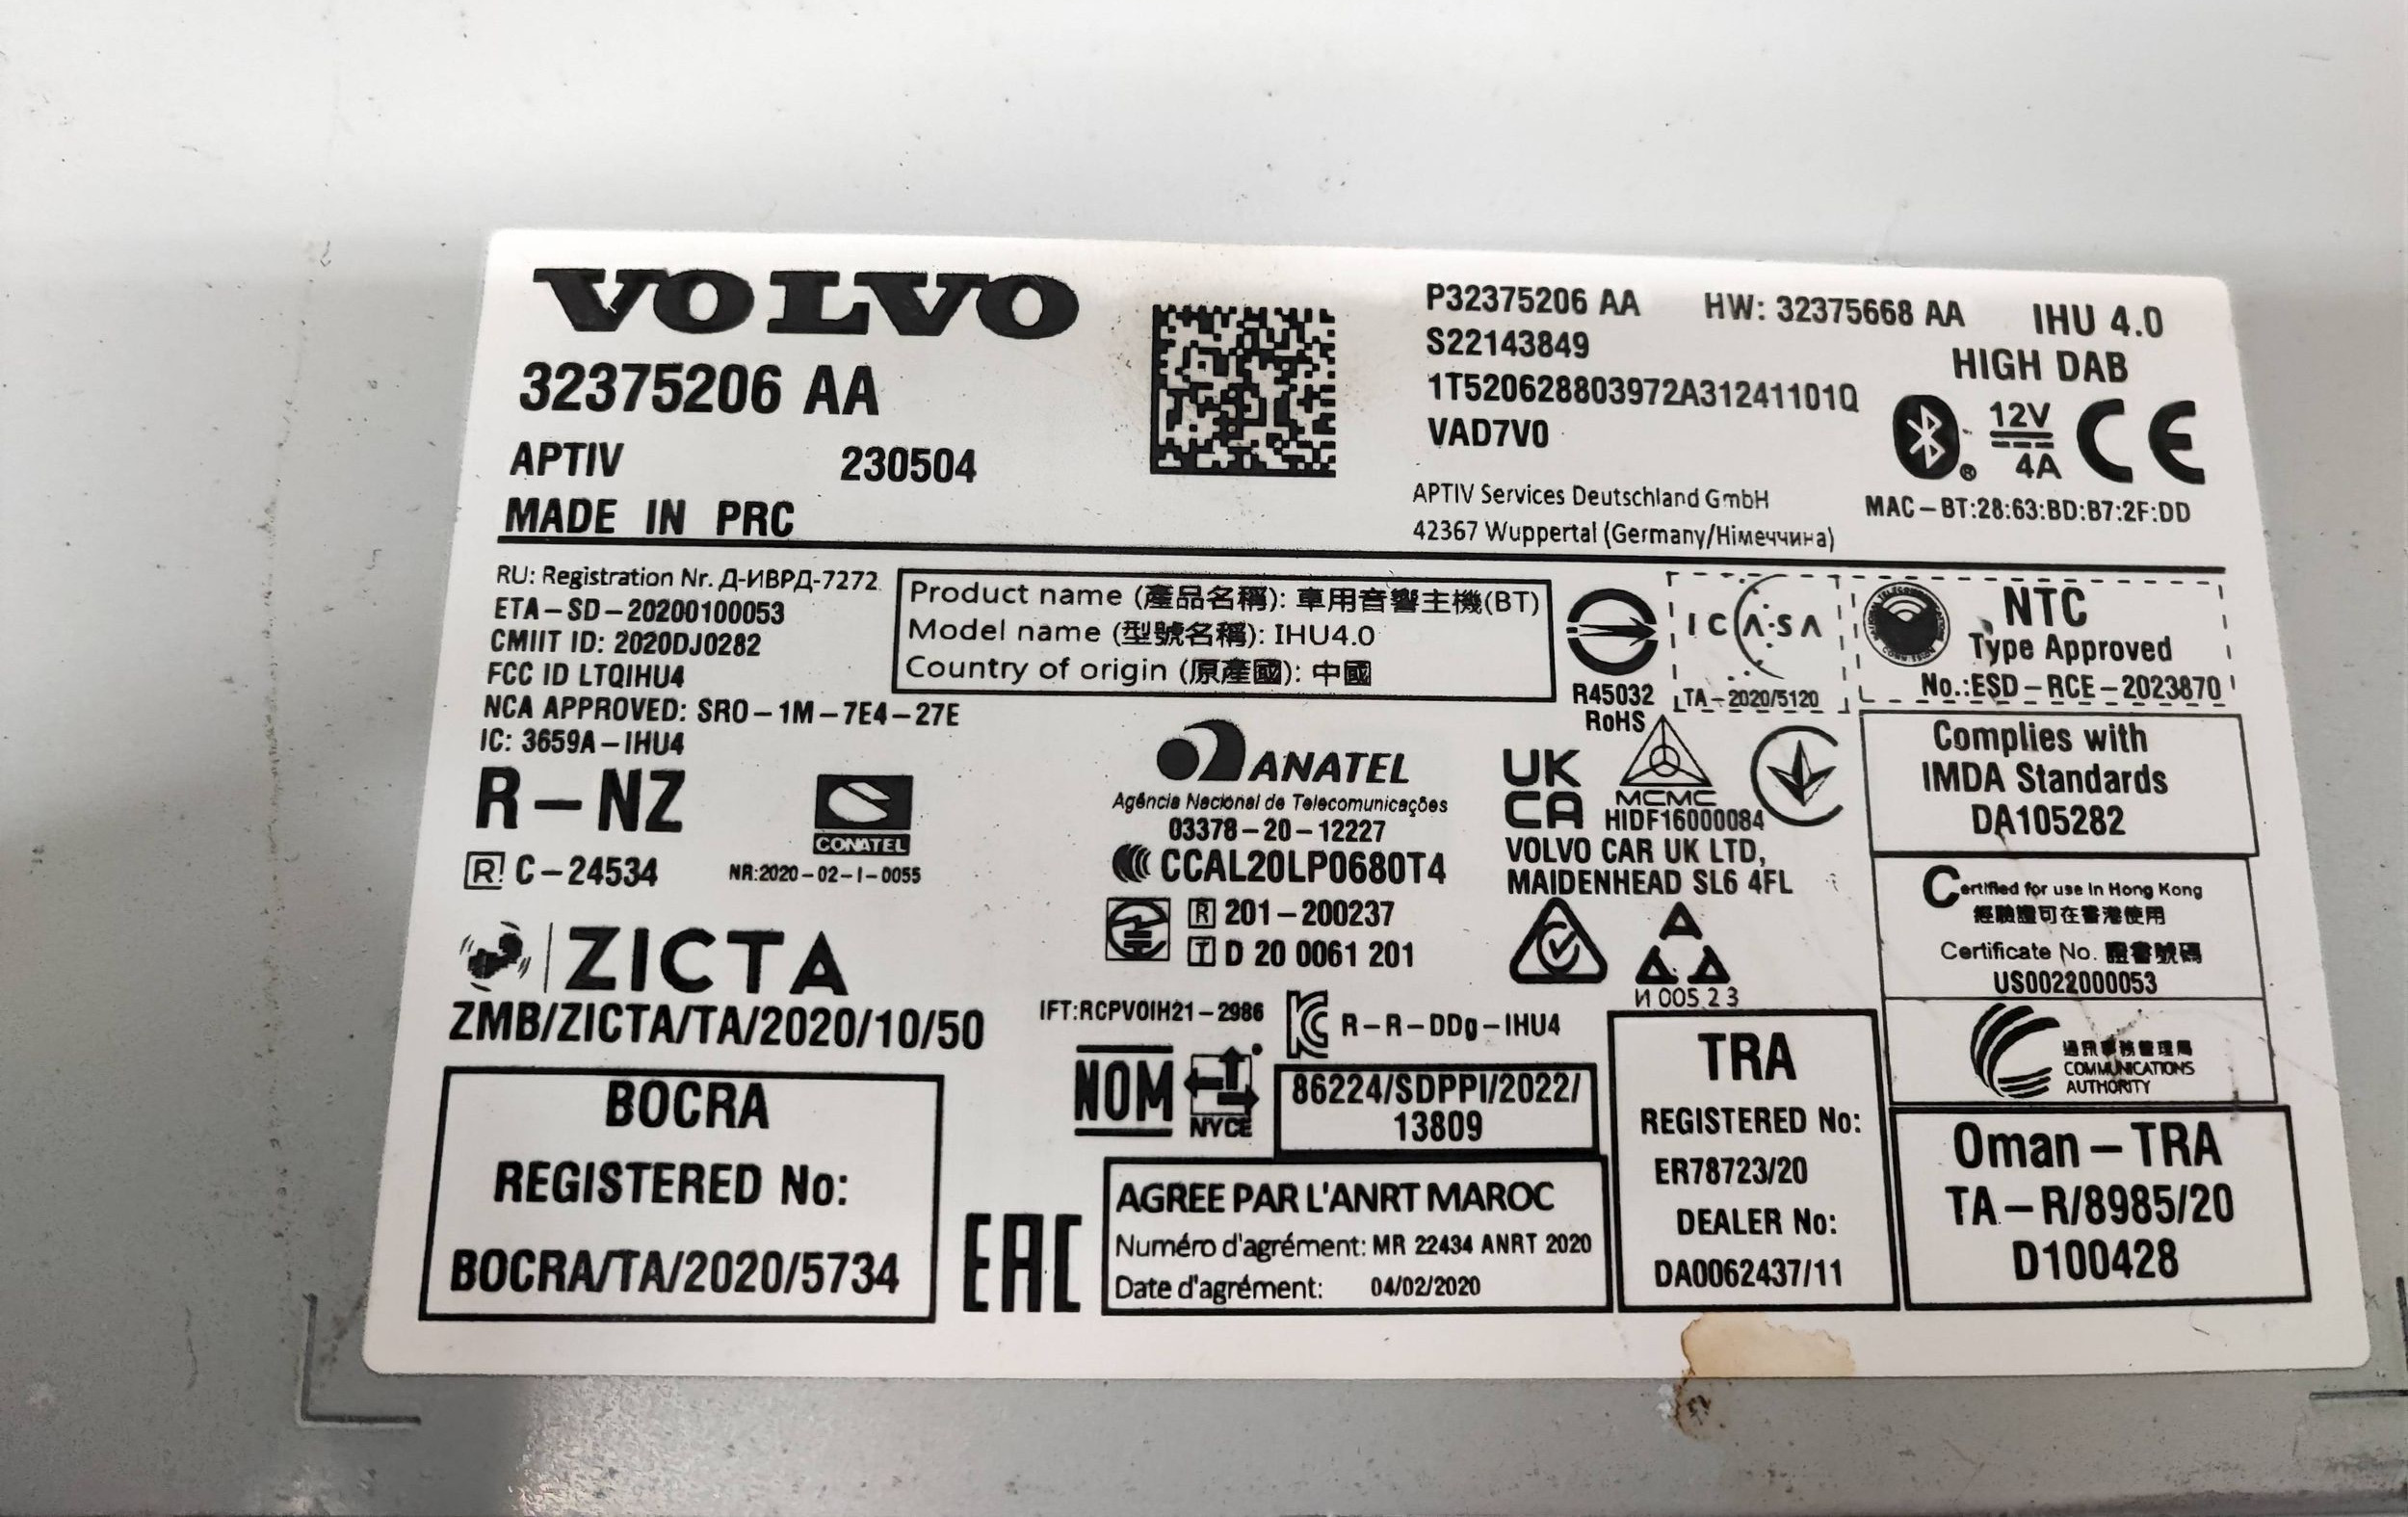 VOLVO
32375206 AA
APTIV 230504
MADE IN PRC
P32375206 AA HW: 32375668 AA IHU 4.0
S22143849 HIGH DAB
1T520628803972A31241101Q
VAD7V0
12V
4A
CE
APTIV Services Deutschland GmbH
42367 Wuppertal (Germany/Німеччина)
MAC-BT:28:63:BD:B7:2F:DD
RU: Registration Nr. Д-ИВРД-7272
ETA-SD-20200100053
CMIIT ID: 2020DJ0282
FCC ID LTQIHU4
NCA APPROVED: SRO-1M-7E4-27E
IC: 3659A-IHU4
R-NZ
R C-24534
CONATEL
NR:2020-02-I-0055
ZICTA
ZMB/ZICTA/TA/2020/10/50
BOCRA
REGISTERED No:
BOCRA/TA/2020/5734
Product name (產品名稱): 車用音響主機(BT)
Model name (型號名稱): IHU4.0
Country of origin (原產國): 中國
R45032
RoHS
ICASA
TA-2020/5120
NTC
Type Approved
No.:ESD-RCE-2023870
ANATEL
Agência Nacional de Telecomunicações
03378-20-12227
CCAL20LP0680T4
R 201-200237
T D 20 0061 201
UK
CA
MCMC
HIDF16000084
VOLVO CAR UK LTD,
MAIDENHEAD SL6 4FL
И 005 23
Complies with
IMDA Standards
DA105282
Certified for use in Hong Kong
經驗證可在香港使用
Certificate No. 證書號碼
US0022000053
通訊事務管理局
COMMUNICATIONS
AUTHORITY
IFT:RCPVOIH21-2986
R-R-DDg-IHU4
NOM
NYCE
86224/SDPPI/2022/
13809
EAC
AGREE PAR L'ANRT MAROC
Numéro d'agrément: MR 22434 ANRT 2020
Date d'agrément: 04/02/2020
TRA
REGISTERED No:
ER78723/20
DEALER No:
DA0062437/11
Oman-TRA
TA-R/8985/20
D100428